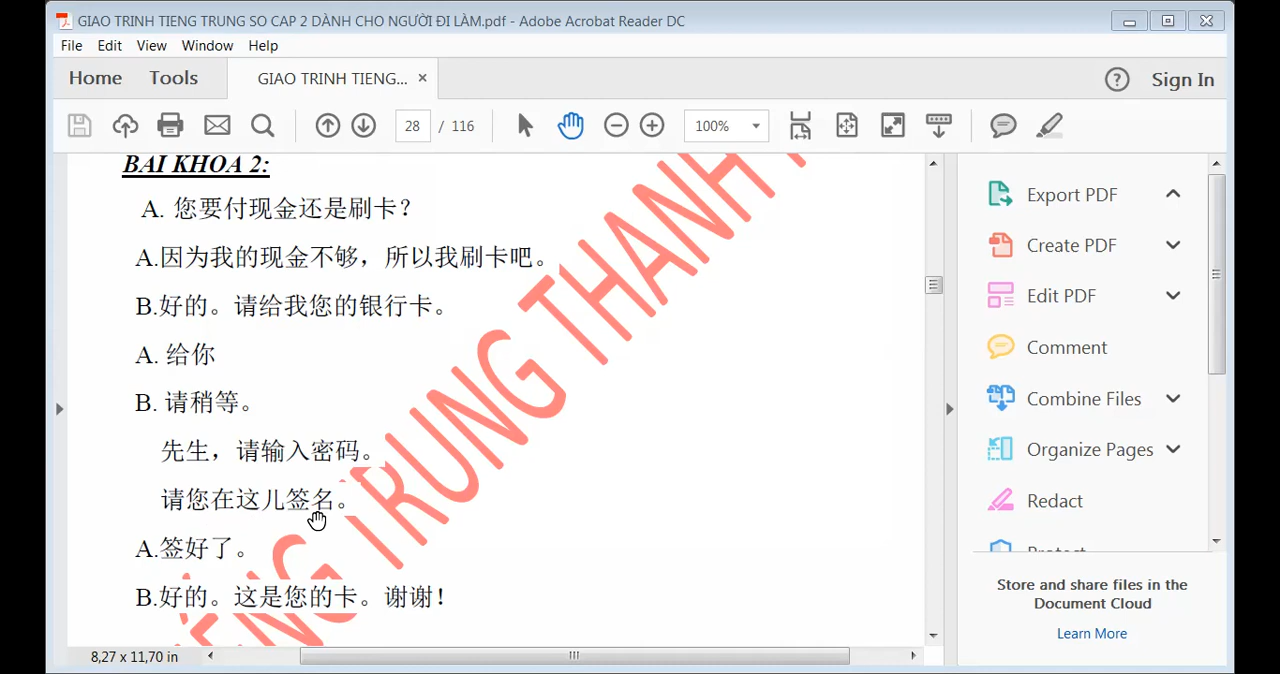 GIAO TRINH TIENG TRUNG SO CAP 2 DÀNH CHO NGƯỜI ĐI LÀM.pdf - Adobe Acrobat Reader DC
File Edit View Window Help
Home Tools GIAO TRINH TIENG... × Sign In
28 / 116 100%
BAI KHOA 2:
A. 您要付现金还是刷卡？
A.因为我的现金不够，所以我刷卡吧。
B.好的。请给我您的银行卡。
A. 给你
B. 请稍等。
先生，请输入密码。
请您在这儿签名。
A.签好了。
B.好的。这是您的卡。谢谢！
TIẾNG TRUNG THANH
8,27 x 11,70 in
Export PDF
Create PDF
Edit PDF
Comment
Combine Files
Organize Pages
Redact
Protect
Store and share files in the
Document Cloud
Learn More